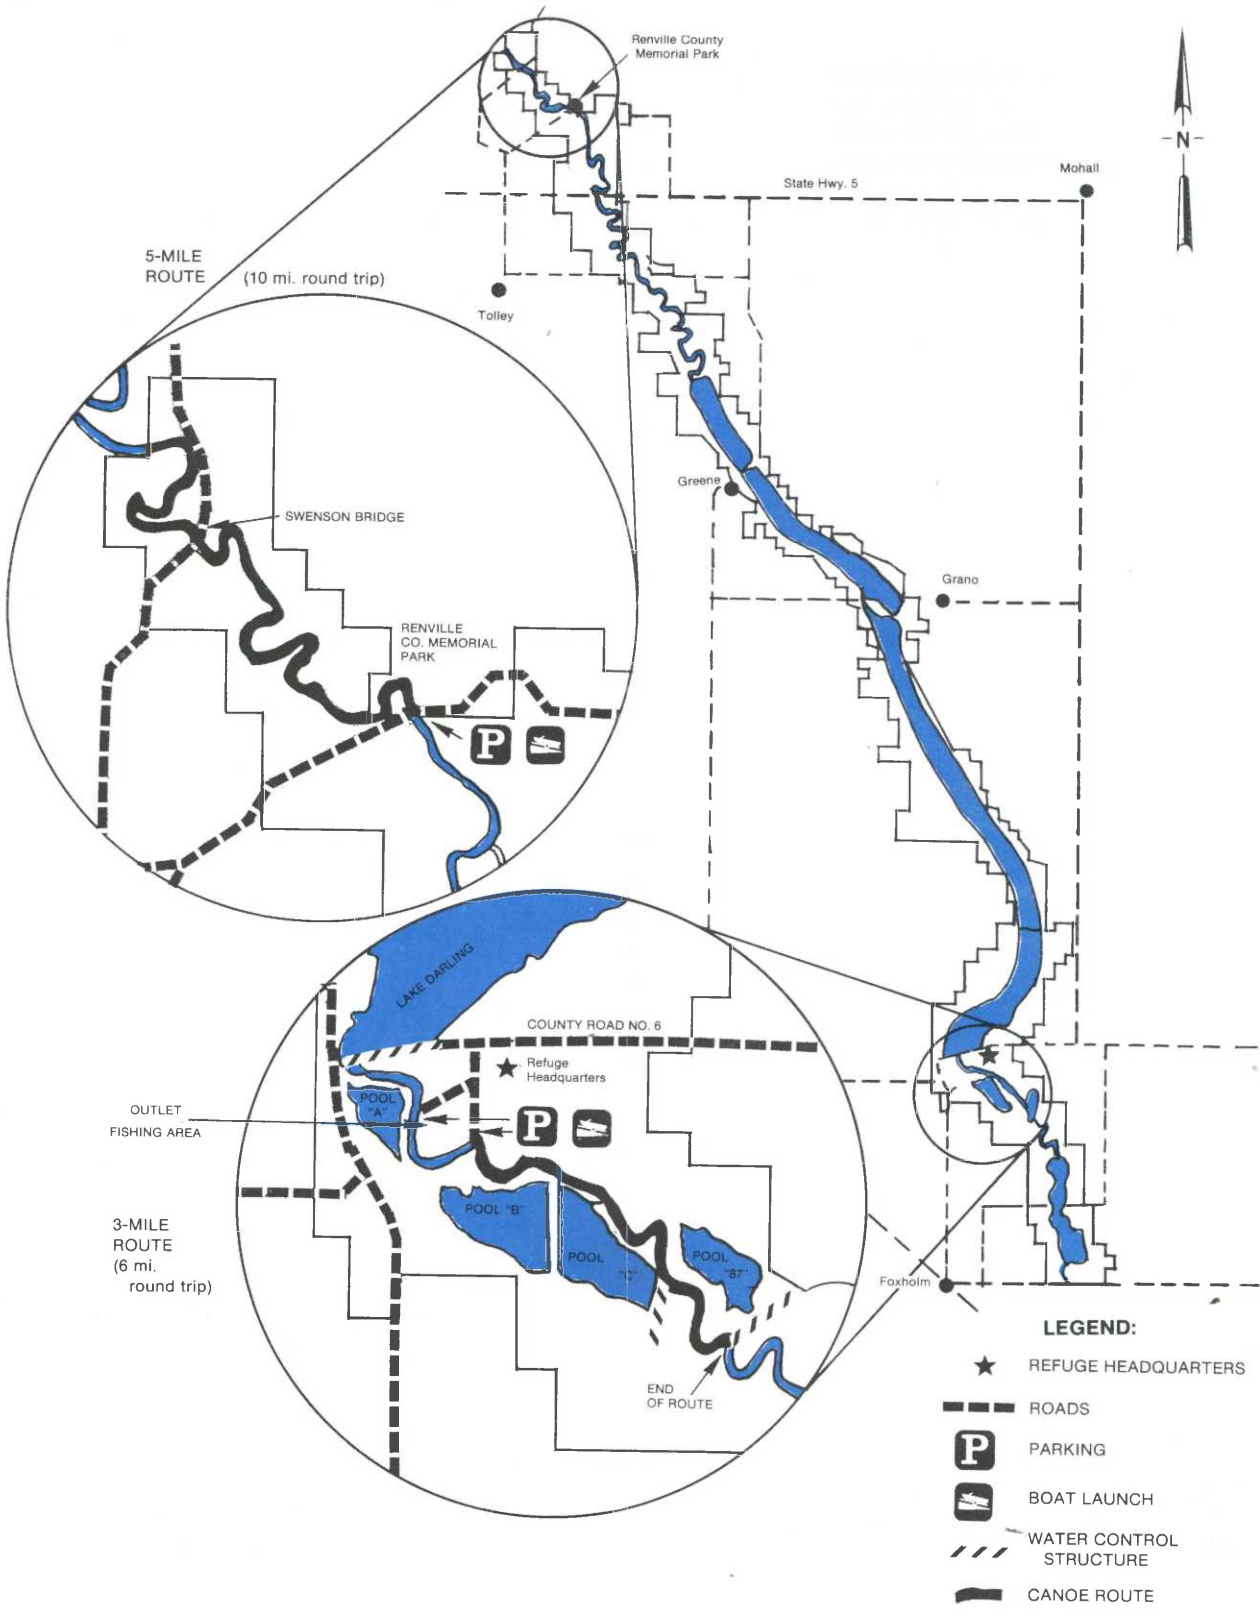 Renville County
Memorial Park
N
Mohall
State Hwy. 5
5-MILE
ROUTE
(10 mi. round trip)
Tolley
Greene
SWENSON BRIDGE
Grano
RENVILLE
CO. MEMORIAL
PARK
P
LAKE DARLING
COUNTY ROAD NO. 6
Refuge
Headquarters
POOL
"A"
OUTLET
FISHING AREA
P
3-MILE
ROUTE
(6 mi.
round trip)
POOL "B"
POOL
"C"
POOL
"87"
Foxholm
END
OF ROUTE
LEGEND:
REFUGE HEADQUARTERS
ROADS
P
PARKING
BOAT LAUNCH
WATER CONTROL
STRUCTURE
CANOE ROUTE